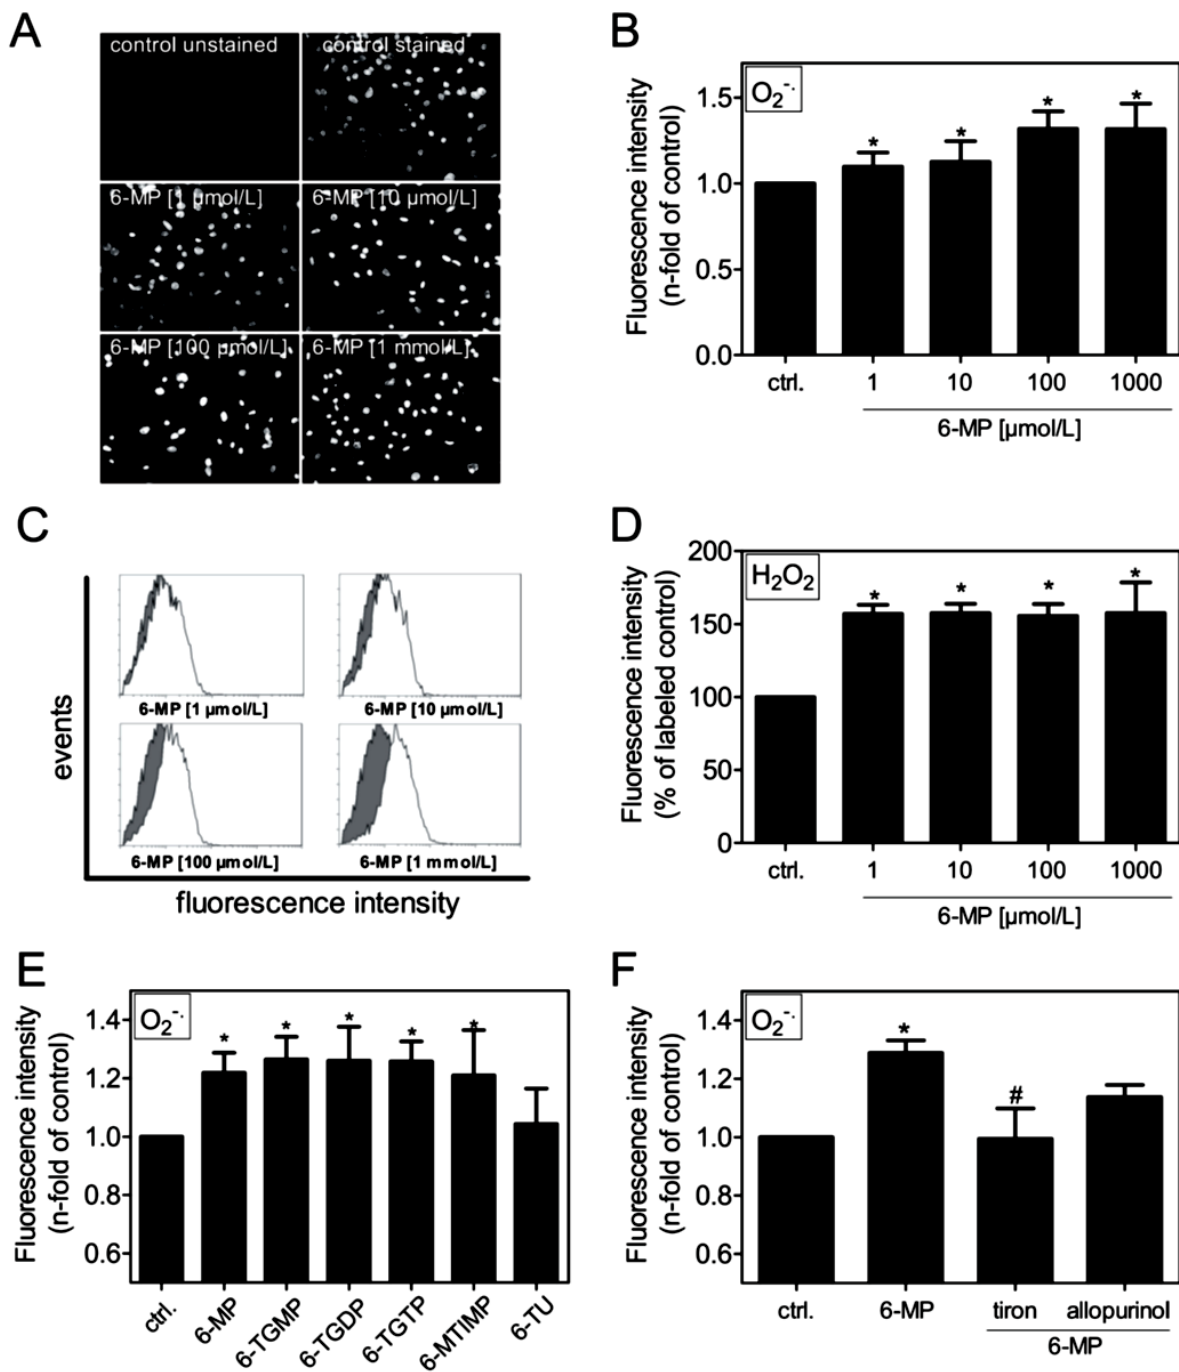 A
control unstained
control stained
6-MP [1 µmol/L]
6-MP [10 µmol/L]
6-MP [100 µmol/L]
6-MP [1 mmol/L]
B
Fluorescence intensity
(n-fold of control)
O₂⁻·
1.5
1.0
0.5
0.0
* * * *
ctrl. 1 10 100 1000
6-MP [µmol/L]
C
events
6-MP [1 µmol/L]
6-MP [10 µmol/L]
6-MP [100 µmol/L]
6-MP [1 mmol/L]
fluorescence intensity
D
Fluorescence intensity
(% of labeled control)
H₂O₂
200
150
100
50
0
* * * *
ctrl. 1 10 100 1000
6-MP [µmol/L]
E
Fluorescence intensity
(n-fold of control)
O₂⁻·
1.4
1.2
1.0
0.8
0.6
* * * * *
ctrl. 6-MP 6-TGMP 6-TGDP 6-TGTP 6-MTIMP 6-TU
F
Fluorescence intensity
(n-fold of control)
O₂⁻·
1.4
1.2
1.0
0.8
0.6
* #
ctrl. 6-MP tiron allopurinol
6-MP